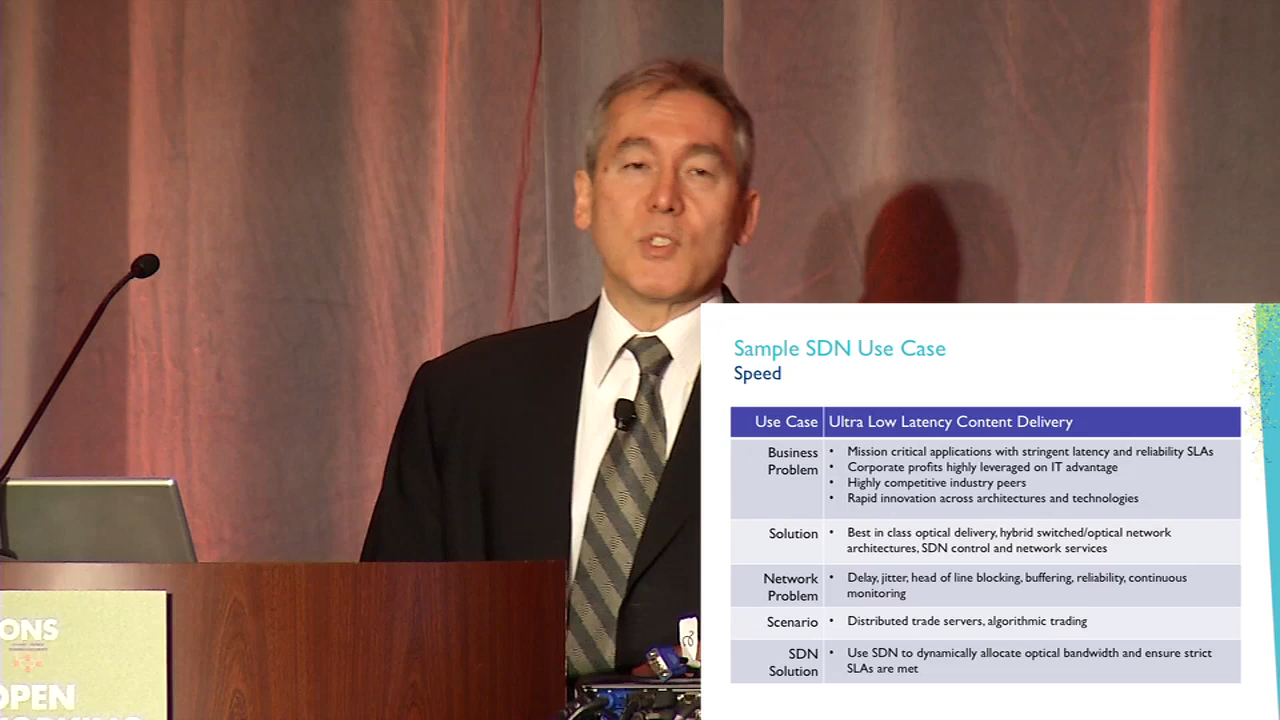 Sample SDN Use Case
Speed
Use Case Ultra Low Latency Content Delivery
Business Problem
• Mission critical applications with stringent latency and reliability SLAs
• Corporate profits highly leveraged on IT advantage
• Highly competitive industry peers
• Rapid innovation across architectures and technologies
Solution
• Best in class optical delivery, hybrid switched/optical network
architectures, SDN control and network services
Network
Problem
• Delay, jitter, head of line blocking, buffering, reliability, continuous
monitoring
Scenario
• Distributed trade servers, algorithmic trading
SDN
Solution
• Use SDN to dynamically allocate optical bandwidth and ensure strict
SLAs are met
ONS
OPEN